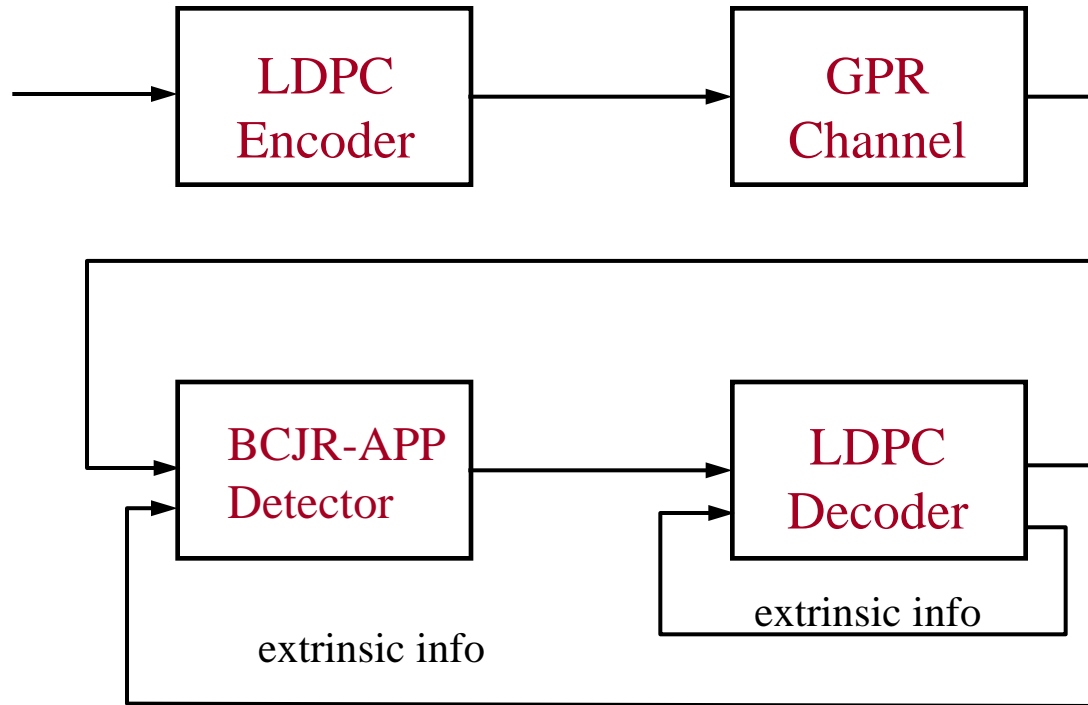 LDPC
Encoder
GPR
Channel
BCJR-APP
Detector
LDPC
Decoder
extrinsic info
extrinsic info